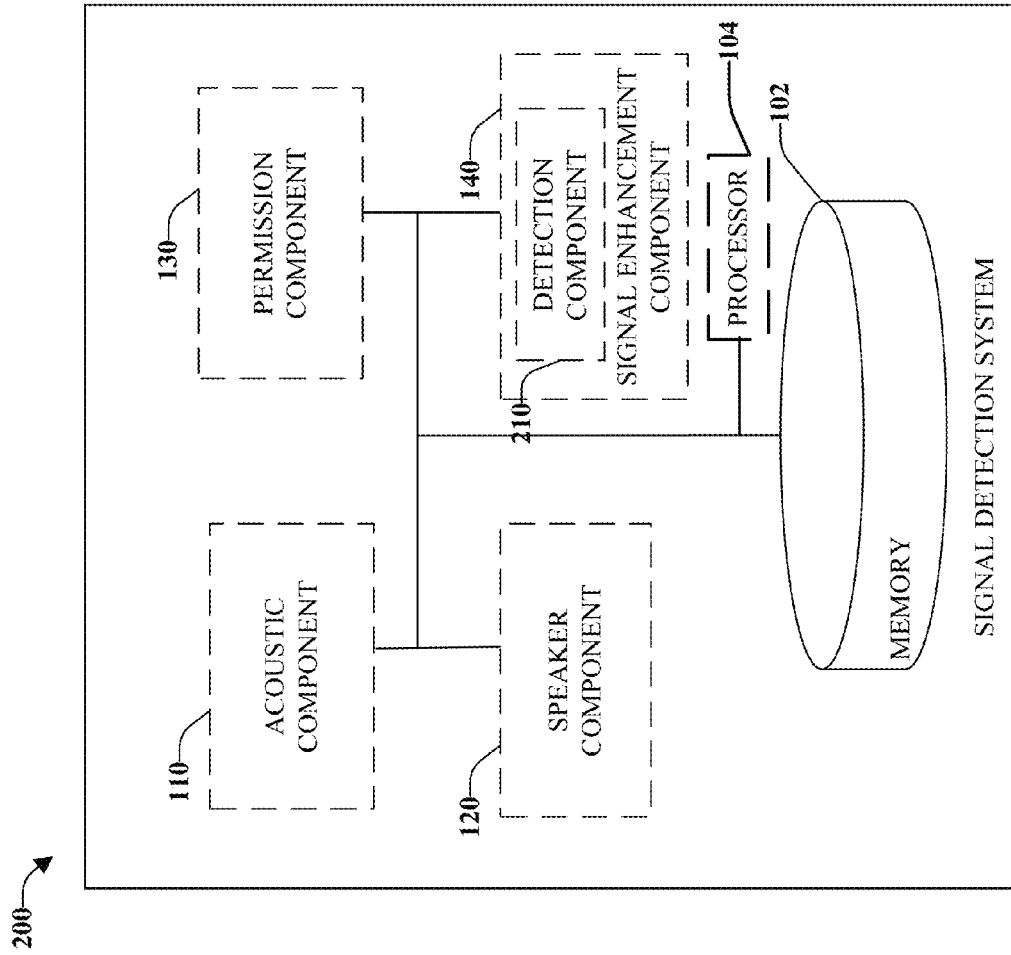 200
110
ACOUSTIC
COMPONENT
130
PERMISSION
COMPONENT
120
SPEAKER
COMPONENT
140
210
DETECTION
COMPONENT
SIGNAL ENHANCEMENT
COMPONENT
104
PROCESSOR
102
MEMORY
SIGNAL DETECTION SYSTEM